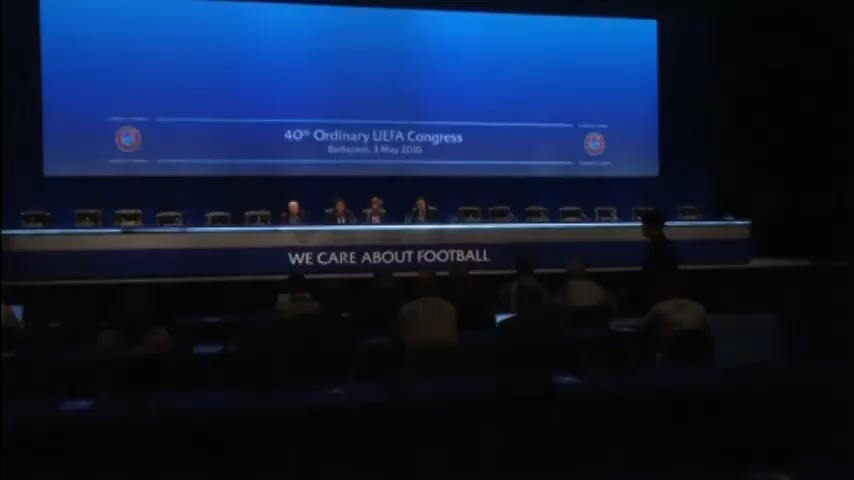 40th Ordinary UEFA Congress
Budapest, 3 May 2016
WE CARE ABOUT FOOTBALL